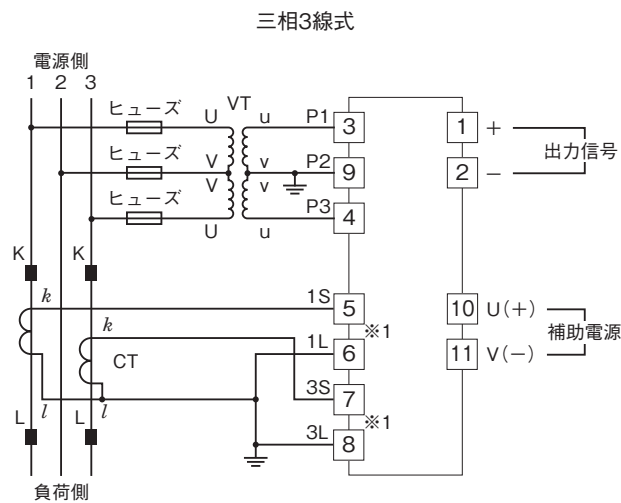 三相3線式
電源側
1 2 3
ヒューズ U VT u P1 3 1 +
出力信号
ヒューズ V v P2 9 2 −
V v
ヒューズ U u P3 4
K K
k 1S 5 10 U(+)
※1 補助電源
k 1L 6 11 V(−)
CT
3S 7
L l L l ※1
3L 8
負荷側